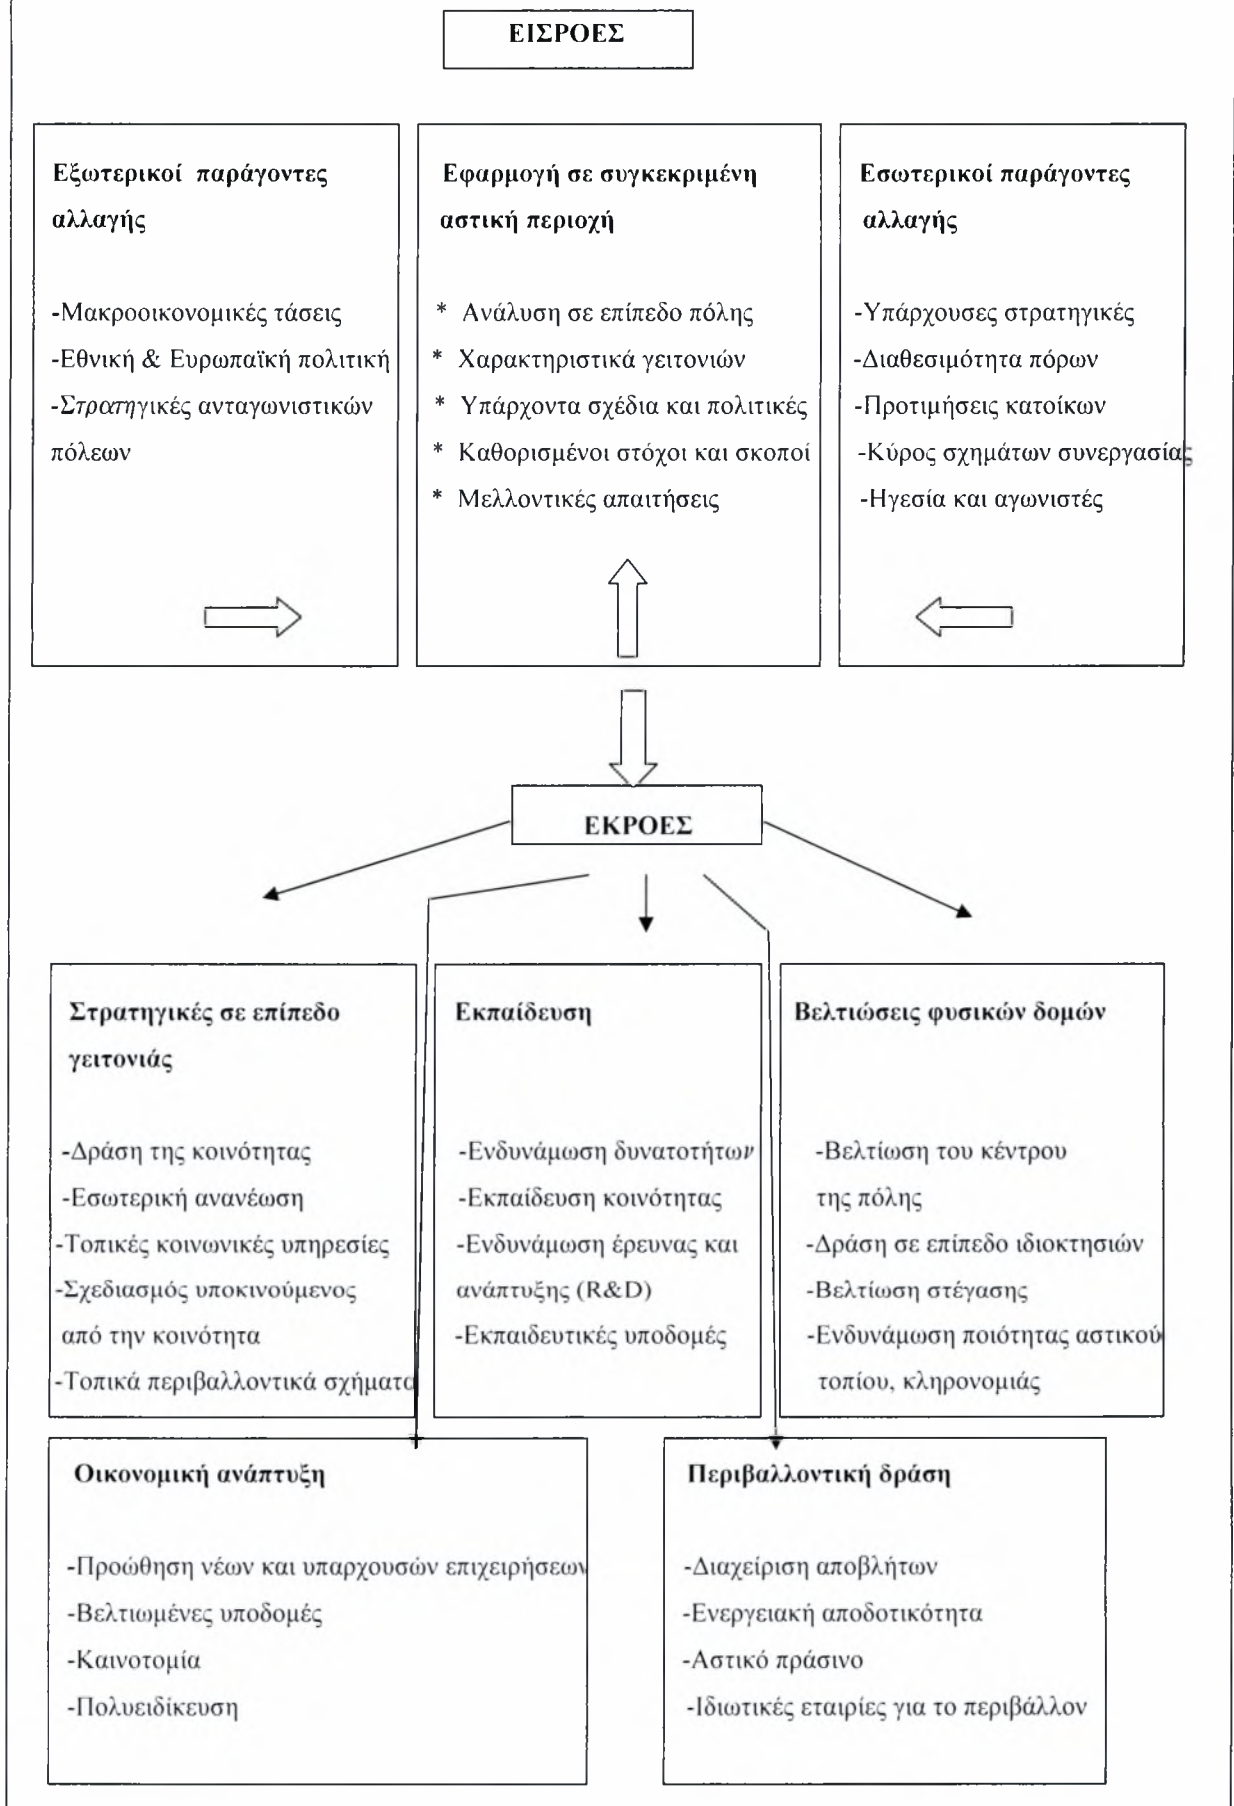 ΕΙΣΡΟΕΣ
Εξωτερικοί παράγοντες
αλλαγής
-Μακροοικονομικές τάσεις
-Εθνική & Ευρωπαϊκή πολιτική
-Στρατηγικές ανταγωνιστικών
πόλεων
Εφαρμογή σε συγκεκριμένη
αστική περιοχή
* Ανάλυση σε επίπεδο πόλης
* Χαρακτηριστικά γειτονιών
* Υπάρχοντα σχέδια και πολιτικές
* Καθορισμένοι στόχοι και σκοποί
* Μελλοντικές απαιτήσεις
Εσωτερικοί παράγοντες
αλλαγής
-Υπάρχουσες στρατηγικές
-Διαθεσιμότητα πόρων
-Προτιμήσεις κατοίκων
-Κύρος σχημάτων συνεργασίας
-Ηγεσία και αγωνιστές
ΕΚΡΟΕΣ
Στρατηγικές σε επίπεδο
γειτονιάς
-Δράση της κοινότητας
-Εσωτερική ανανέωση
-Τοπικές κοινωνικές υπηρεσίες
-Σχεδιασμός υποκινούμενος
από την κοινότητα
-Τοπικά περιβαλλοντικά σχήματα
Εκπαίδευση
-Ενδυνάμωση δυνατοτήτων
-Εκπαίδευση κοινότητας
-Ενδυνάμωση έρευνας και
ανάπτυξης (R&D)
-Εκπαιδευτικές υποδομές
Βελτιώσεις φυσικών δομών
-Βελτίωση του κέντρου
της πόλης
-Δράση σε επίπεδο ιδιοκτησιών
-Βελτίωση στέγασης
-Ενδυνάμωση ποιότητας αστικού
τοπίου, κληρονομιάς
Οικονομική ανάπτυξη
-Προώθηση νέων και υπαρχουσών επιχειρήσεων
-Βελτιωμένες υποδομές
-Καινοτομία
-Πολυειδίκευση
Περιβαλλοντική δράση
-Διαχείριση αποβλήτων
-Ενεργειακή αποδοτικότητα
-Αστικό πράσινο
-Ιδιωτικές εταιρίες για το περιβάλλον